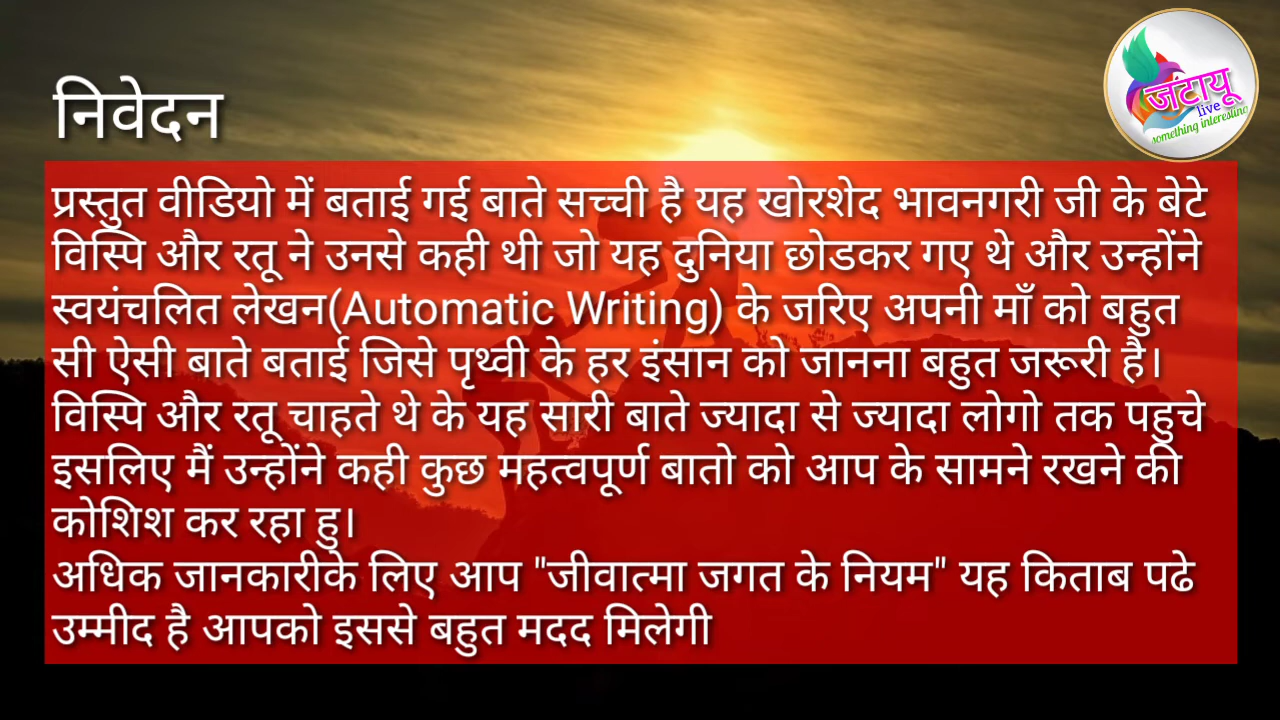 जंटायू
live
something interesting
निवेदन
प्रस्तुत वीडियो में बताई गई बाते सच्ची है यह खोरशेद भावनगरी जी के बेटे
विस्पि और रतू ने उनसे कही थी जो यह दुनिया छोडकर गए थे और उन्होंने
स्वयंचलित लेखन(Automatic Writing) के जरिए अपनी माँ को बहुत
सी ऐसी बाते बताई जिसे पृथ्वी के हर इंसान को जानना बहुत जरूरी है।
विस्पि और रतू चाहते थे के यह सारी बाते ज्यादा से ज्यादा लोगो तक पहुचे
इसलिए मैं उन्होंने कही कुछ महत्वपूर्ण बातो को आप के सामने रखने की
कोशिश कर रहा हु।
अधिक जानकारीके लिए आप "जीवात्मा जगत के नियम" यह किताब पढे
उम्मीद है आपको इससे बहुत मदद मिलेगी